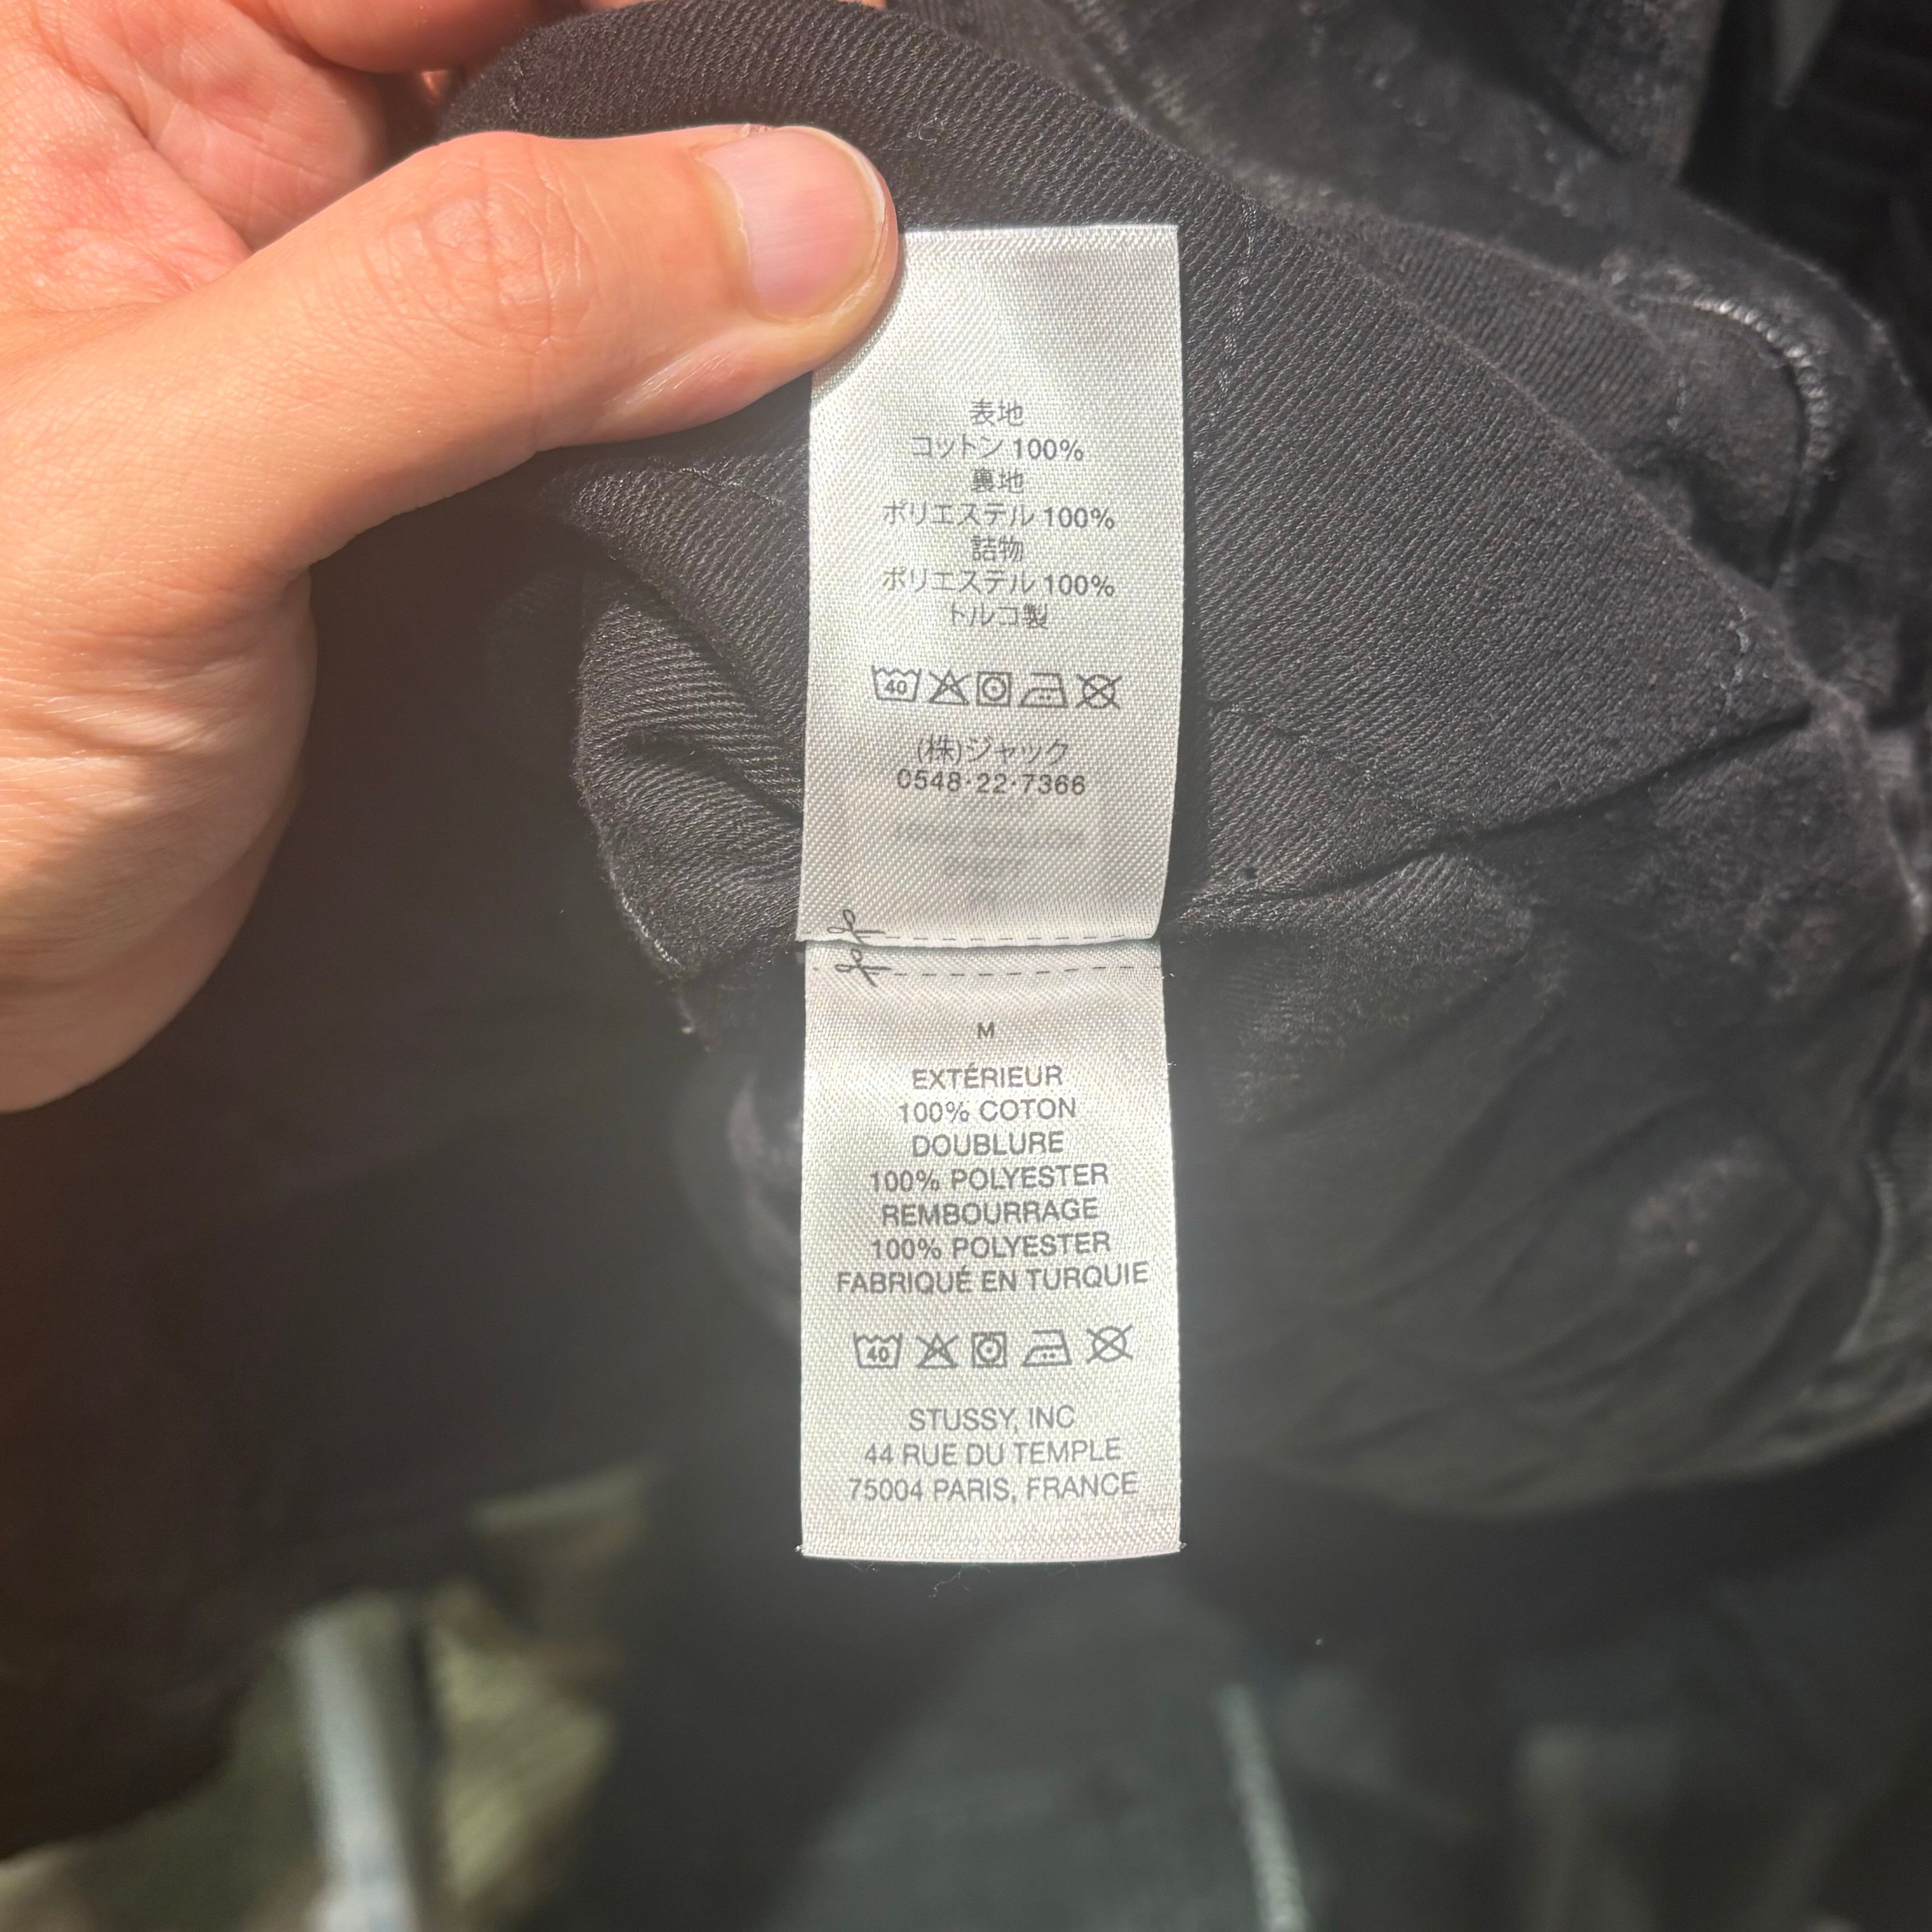 表地
コットン 100%
裏地
ポリエステル 100%
詰物
ポリエステル 100%
トルコ製
40
(株)ジャック
0548·22·7366
M
EXTÉRIEUR
100% COTON
DOUBLURE
100% POLYESTER
REMBOURRAGE
100% POLYESTER
FABRIQUÉ EN TURQUIE
40
STUSSY, INC
44 RUE DU TEMPLE
75004 PARIS, FRANCE